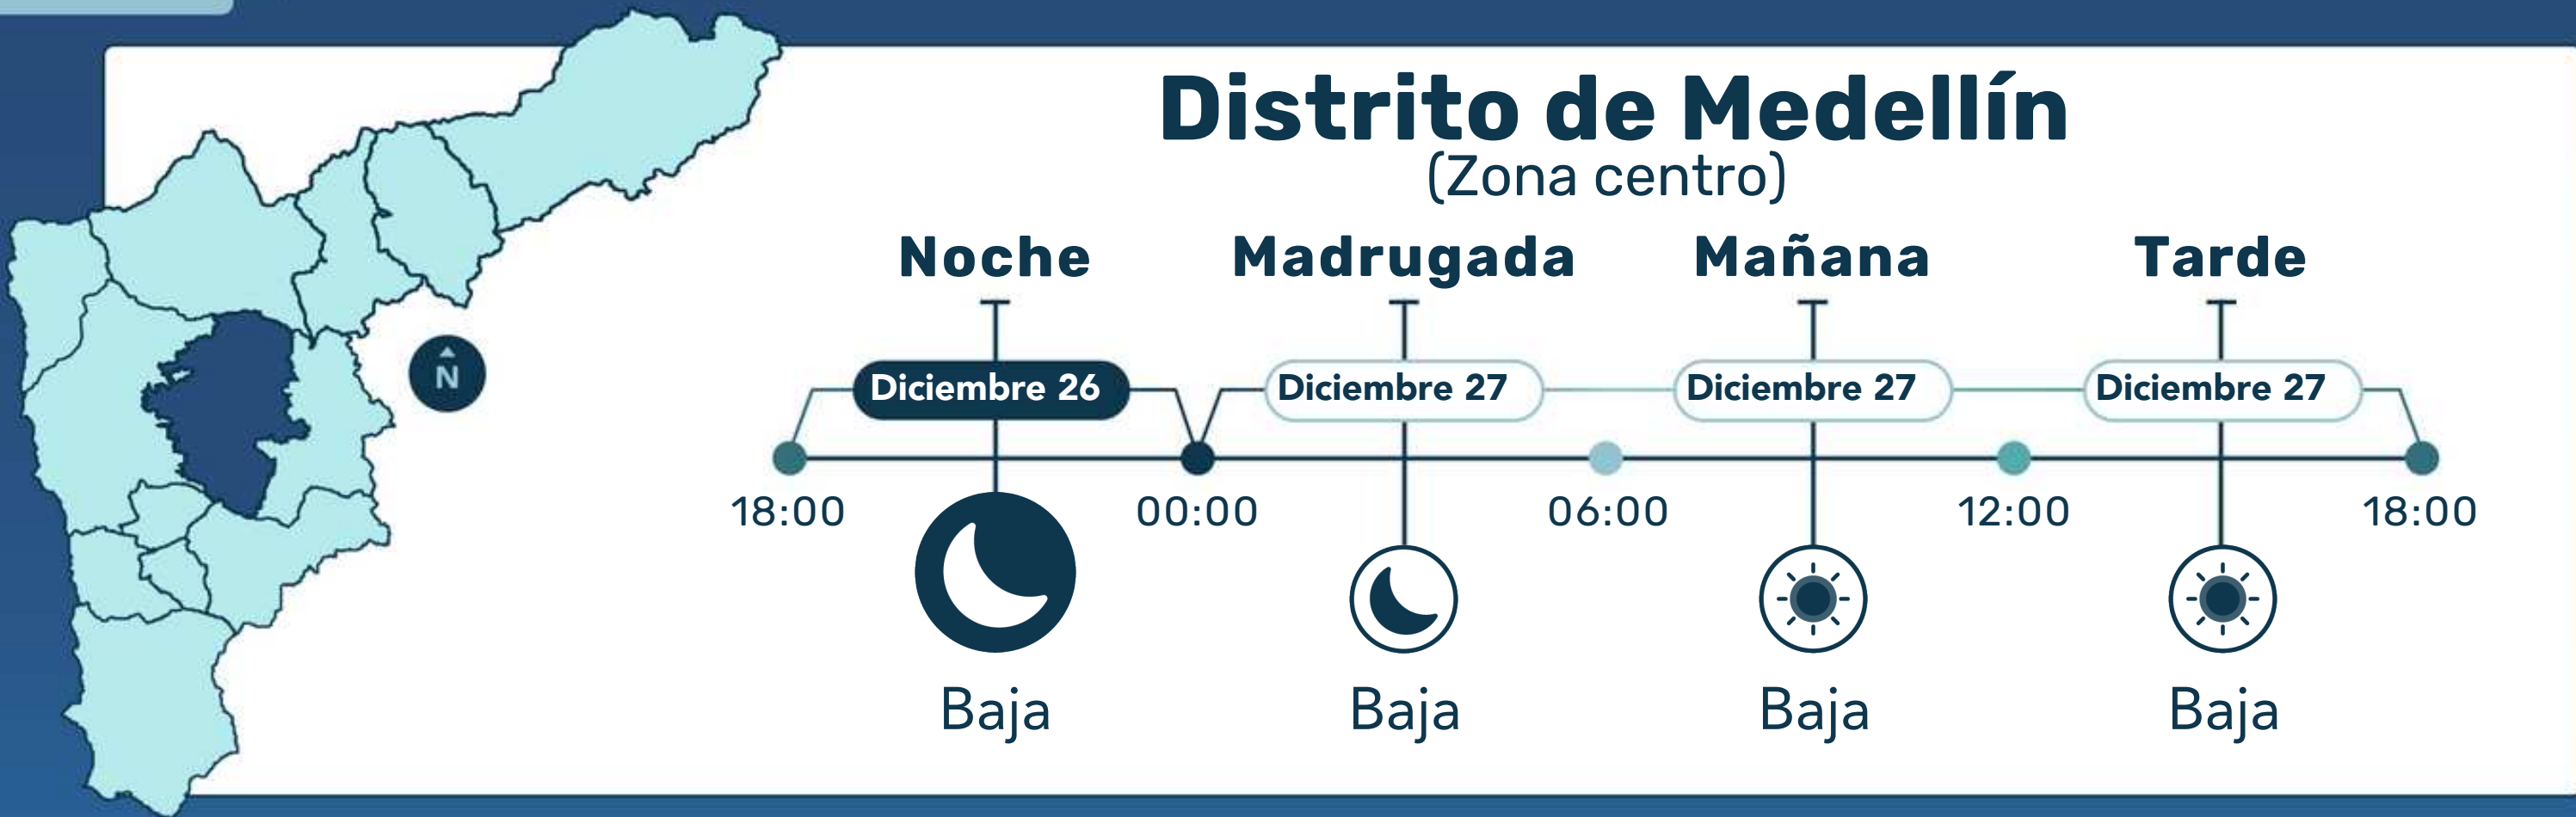 Distrito de Medellín
(Zona centro)
Noche Madrugada Mañana Tarde
Diciembre 26 Diciembre 27 Diciembre 27 Diciembre 27
N
18:00 00:00 06:00 12:00 18:00
Baja Baja Baja Baja